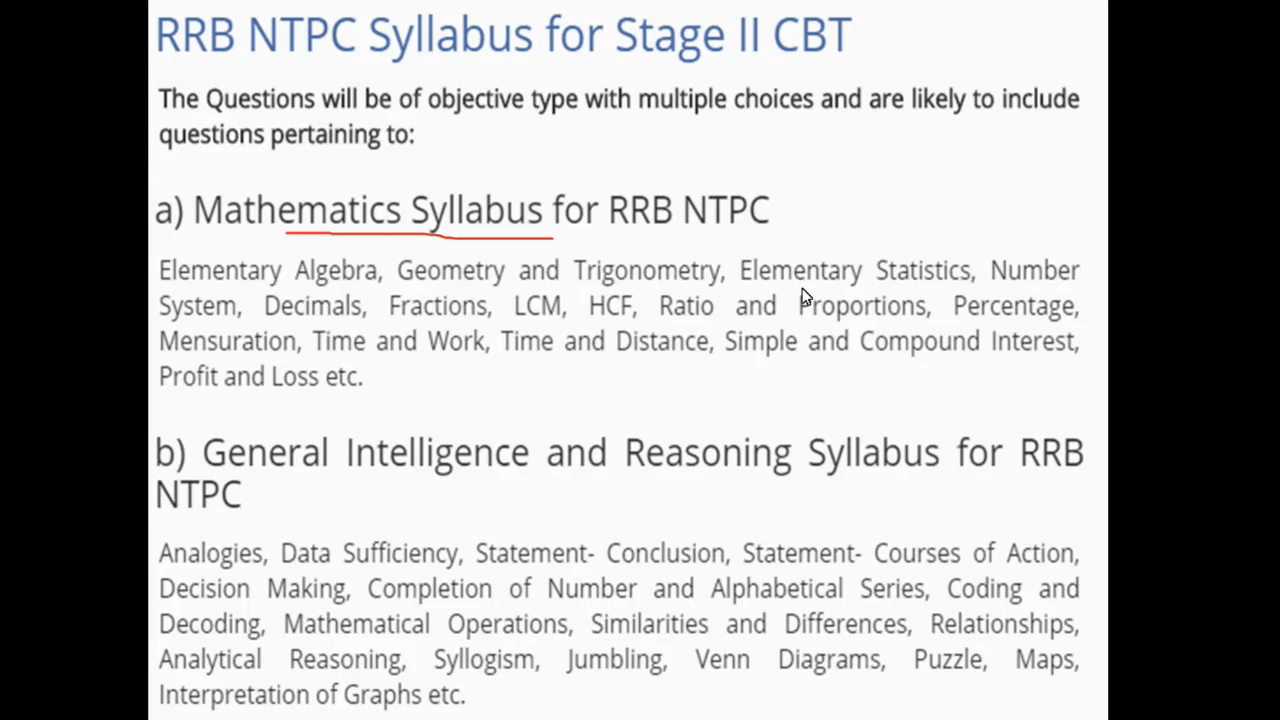 RRB NTPC Syllabus for Stage II CBT
The Questions will be of objective type with multiple choices and are likely to include
questions pertaining to:
a) Mathematics Syllabus for RRB NTPC
Elementary Algebra, Geometry and Trigonometry, Elementary Statistics, Number
System, Decimals, Fractions, LCM, HCF, Ratio and Proportions, Percentage,
Mensuration, Time and Work, Time and Distance, Simple and Compound Interest,
Profit and Loss etc.
b) General Intelligence and Reasoning Syllabus for RRB
NTPC
Analogies, Data Sufficiency, Statement- Conclusion, Statement- Courses of Action,
Decision Making, Completion of Number and Alphabetical Series, Coding and
Decoding, Mathematical Operations, Similarities and Differences, Relationships,
Analytical Reasoning, Syllogism, Jumbling, Venn Diagrams, Puzzle, Maps,
Interpretation of Graphs etc.